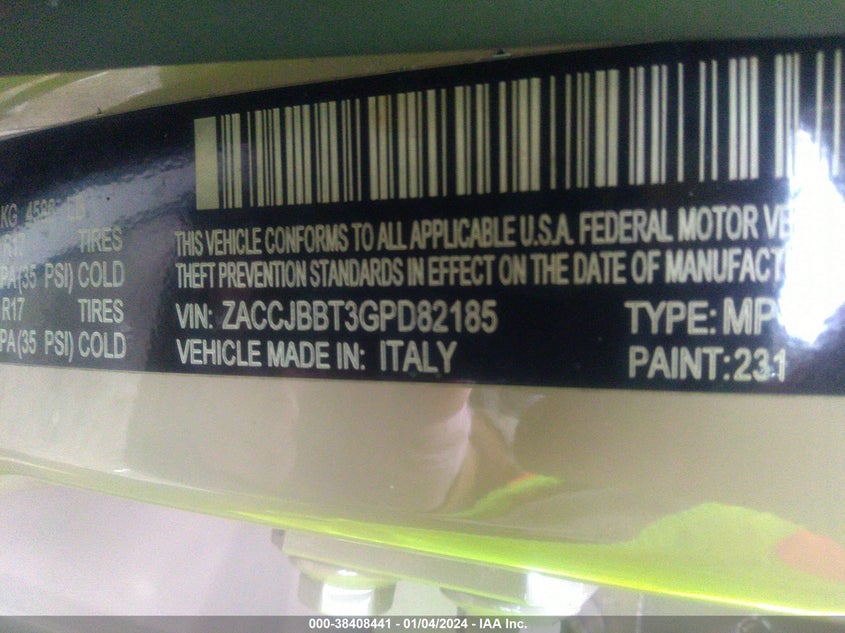 KG 4598 LB
R17 TIRES
PA (35 PSI) COLD
R17 TIRES
PA (35 PSI) COLD
THIS VEHICLE CONFORMS TO ALL APPLICABLE U.S.A. FEDERAL MOTOR VE
THEFT PREVENTION STANDARDS IN EFFECT ON THE DATE OF MANUFACT
VIN: ZACCJBBT3GPD82185 TYPE: MP
VEHICLE MADE IN: ITALY PAINT: 231
000-38408441 - 01/04/2024 - IAA Inc.